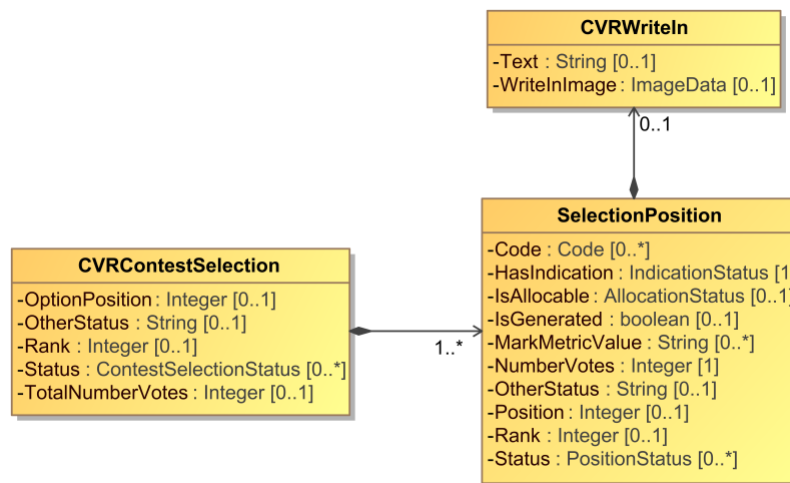 CVRWriteIn
-Text : String [0..1]
-WriteInImage : ImageData [0..1]
0..1
SelectionPosition
-Code : Code [0..*]
-HasIndication : IndicationStatus [1
-IsAllocable : AllocationStatus [0..1]
-IsGenerated : boolean [0..1]
-MarkMetricValue : String [0..*]
-NumberVotes : Integer [1]
-OtherStatus : String [0..1]
-Position : Integer [0..1]
-Rank : Integer [0..1]
-Status : PositionStatus [0..*]
CVRContestSelection
-OptionPosition : Integer [0..1]
-OtherStatus : String [0..1]
-Rank : Integer [0..1]
-Status : ContestSelectionStatus [0..*]
-TotalNumberVotes : Integer [0..1]
1..*